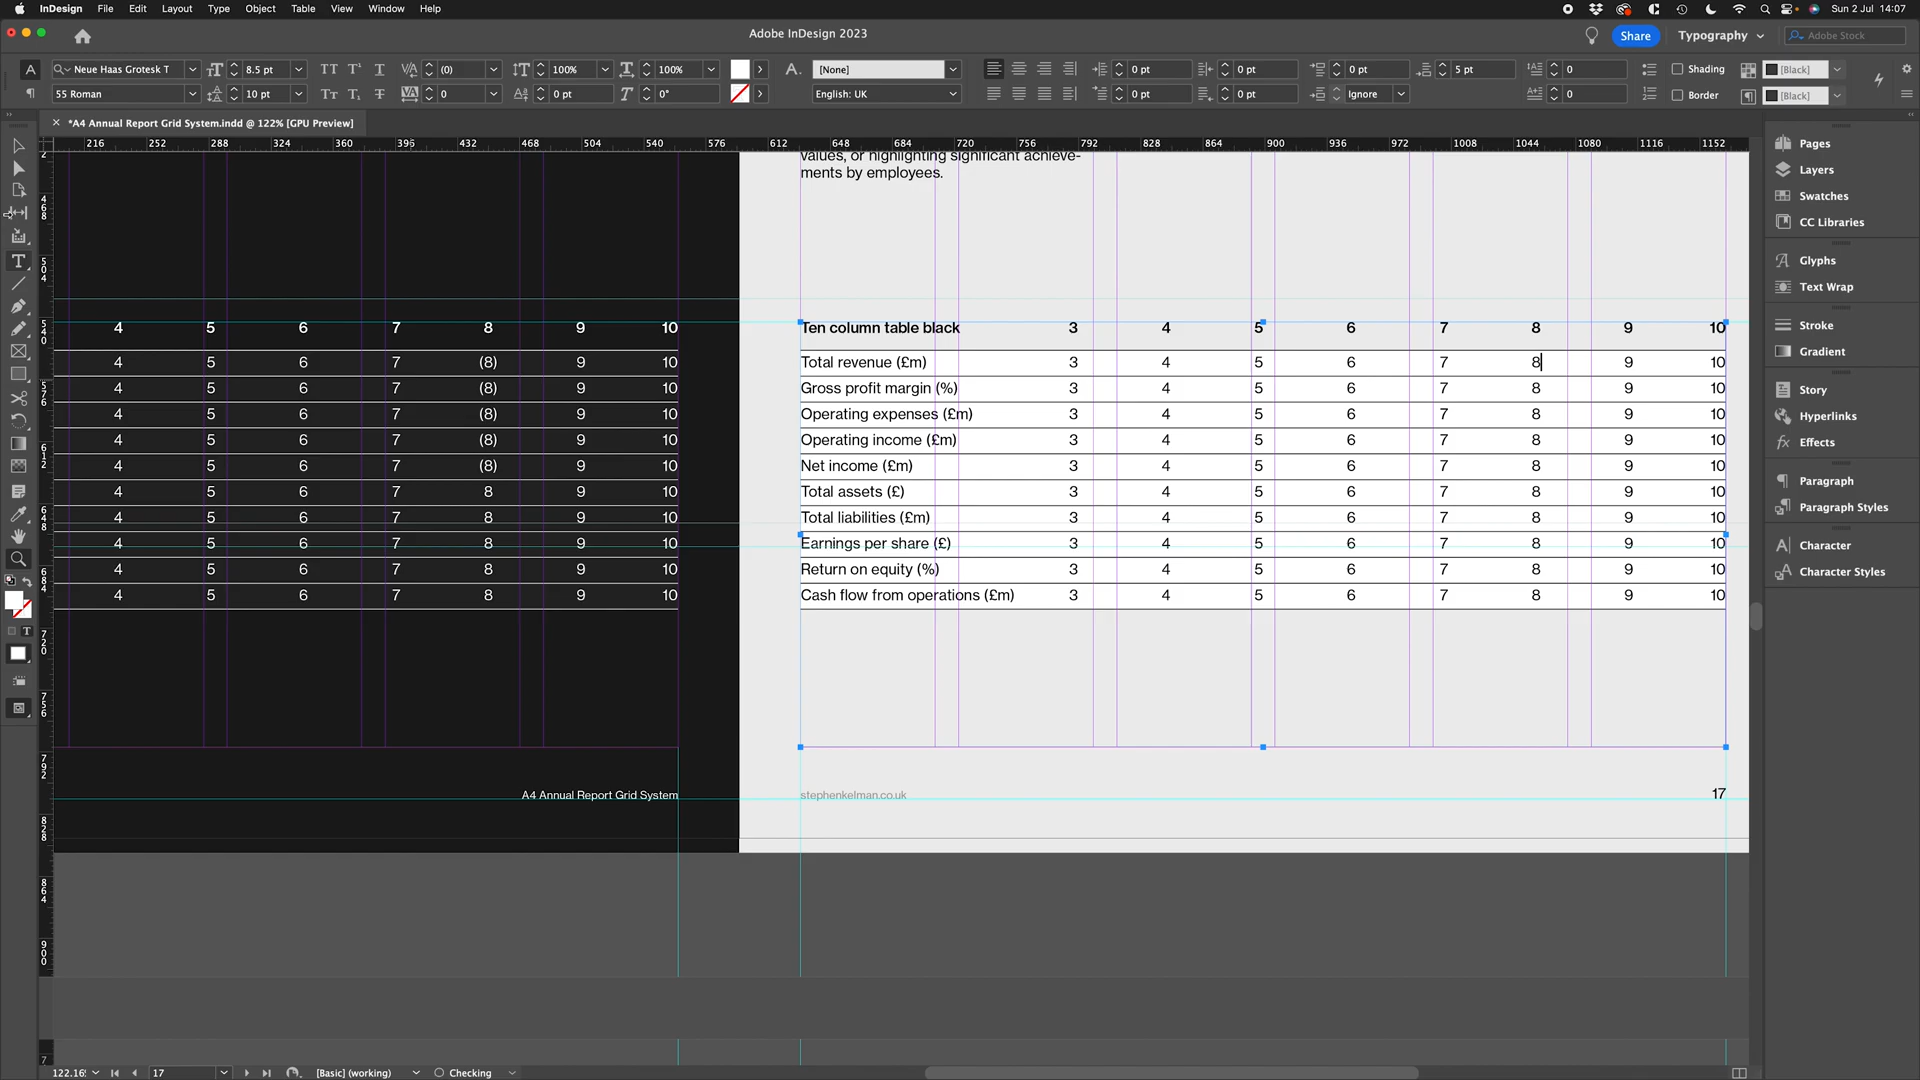 InDesign File Edit Layout Type Object Table View Window Help
Sun 2 Jul 14:07
Adobe InDesign 2023
Share Typography Adobe Stock
Neue Haas Grotesk T 8.5 pt (0) 100% 100% [None] 0 pt 0 pt 0 pt 5 pt 0 Shading [Black]
55 Roman 10 pt 0 0 pt 0° English: UK 0 pt 0 pt Ignore 0 Border [Black]
*A4 Annual Report Grid System.indd @ 122% [GPU Preview]
216 252 288 324 360 396 432 468 504 540 576 612 648 684 720 756 792 828 864 900 936 972 1008 1044 1080 1116 1152
values, or highlighting significant achieve-
ments by employees.
4 5 6 7 8 9 10
4 5 6 7 (8) 9 10
4 5 6 7 (8) 9 10
4 5 6 7 (8) 9 10
4 5 6 7 (8) 9 10
4 5 6 7 (8) 9 10
4 5 6 7 8 9 10
4 5 6 7 8 9 10
4 5 6 7 8 9 10
4 5 6 7 8 9 10
4 5 6 7 8 9 10
A4 Annual Report Grid System
Ten column table black 3 4 5 6 7 8 9 10
Total revenue (£m) 3 4 5 6 7 8 9 10
Gross profit margin (%) 3 4 5 6 7 8 9 10
Operating expenses (£m) 3 4 5 6 7 8 9 10
Operating income (£m) 3 4 5 6 7 8 9 10
Net income (£m) 3 4 5 6 7 8 9 10
Total assets (£) 3 4 5 6 7 8 9 10
Total liabilities (£m) 3 4 5 6 7 8 9 10
Earnings per share (£) 3 4 5 6 7 8 9 10
Return on equity (%) 3 4 5 6 7 8 9 10
Cash flow from operations (£m) 3 4 5 6 7 8 9 10
stephenkelman.co.uk 17
Pages
Layers
Swatches
CC Libraries
Glyphs
Text Wrap
Stroke
Gradient
Story
Hyperlinks
Effects
Paragraph
Paragraph Styles
Character
Character Styles
122.16% 17 [Basic] (working) Checking